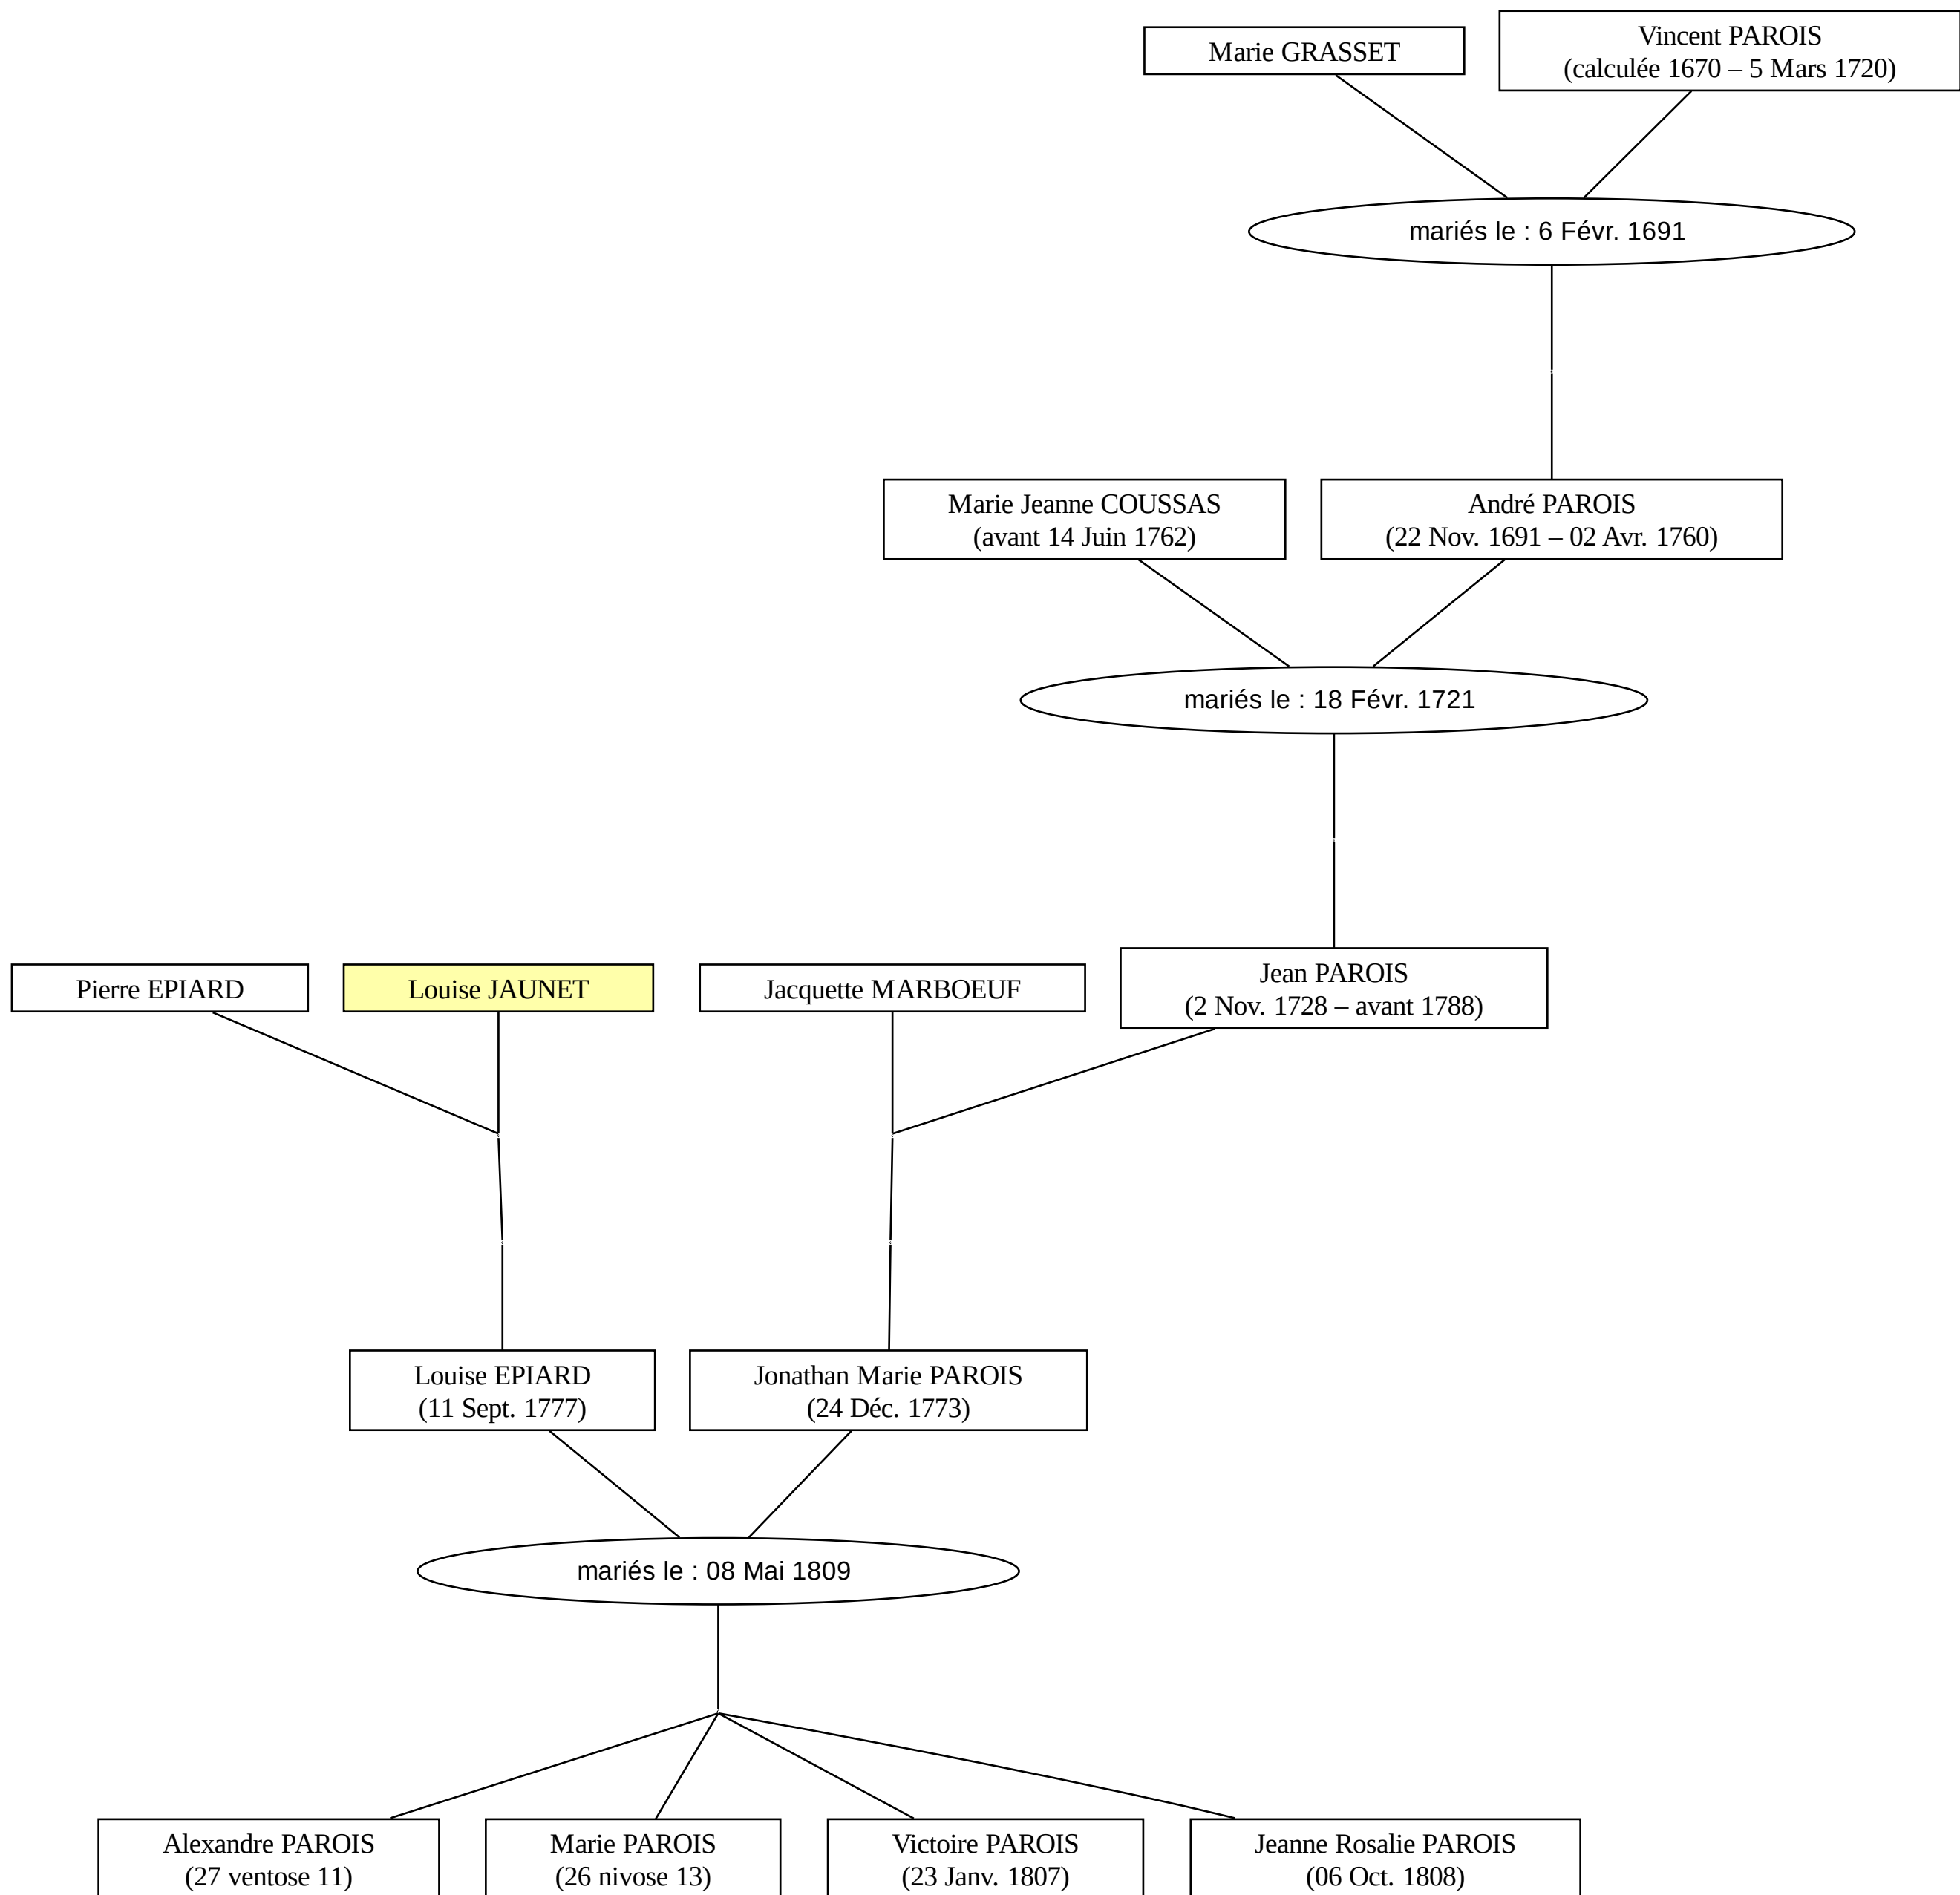 Marie GRASSET
Vincent PAROIS
(calculée 1670 – 5 Mars 1720)
mariés le : 6 Févr. 1691
Marie Jeanne COUSSAS
(avant 14 Juin 1762)
André PAROIS
(22 Nov. 1691 – 02 Avr. 1760)
mariés le : 18 Févr. 1721
Pierre EPIARD
Louise JAUNET
Jacquette MARBOEUF
Jean PAROIS
(2 Nov. 1728 – avant 1788)
Louise EPIARD
(11 Sept. 1777)
Jonathan Marie PAROIS
(24 Déc. 1773)
mariés le : 08 Mai 1809
Alexandre PAROIS
(27 ventose 11)
Marie PAROIS
(26 nivose 13)
Victoire PAROIS
(23 Janv. 1807)
Jeanne Rosalie PAROIS
(06 Oct. 1808)